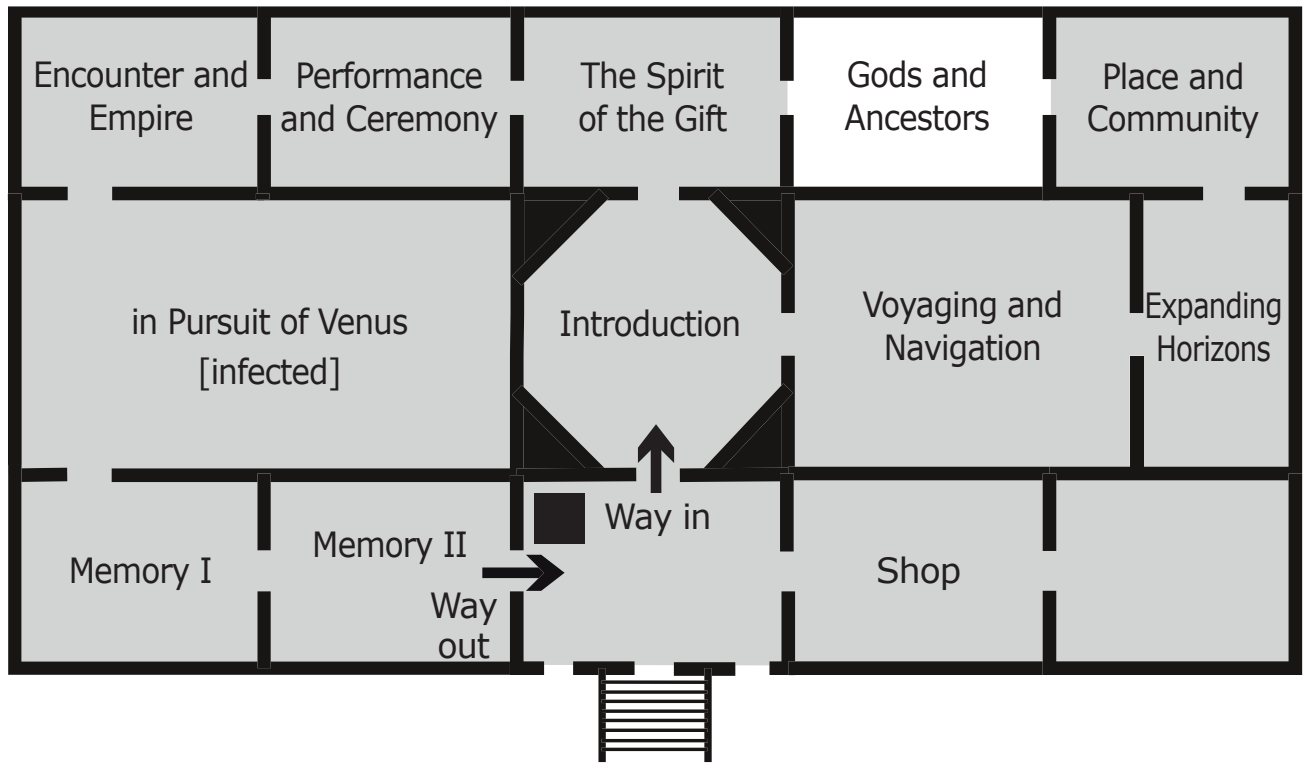 Encounter and
Empire
Performance
and Ceremony
The Spirit
of the Gift
Gods and
Ancestors
Place and
Community
in Pursuit of Venus
[infected]
Introduction
Voyaging and
Navigation
Expanding
Horizons
Memory I
Memory II
Way
out
Way in
Shop